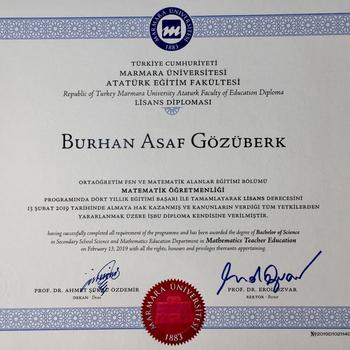 MARMARA ÜNİVERSİTESİ
1883
TÜRKİYE CUMHURİYETİ
MARMARA ÜNİVERSİTESİ
ATATÜRK EĞİTİM FAKÜLTESİ
Republic of Turkey Marmara University Ataturk Faculty of Education Diploma
LİSANS DİPLOMASI
BURHAN ASAF GÖZÜBERK
ORTAÖĞRETİM FEN VE MATEMATİK ALANLAR EĞİTİMİ BÖLÜMÜ
MATEMATİK ÖĞRETMENLİĞİ
PROGRAMINDA DÖRT YILLIK EĞİTİMİ BAŞARI İLE TAMAMLAYARAK LİSANS DERECESİNİ
13 ŞUBAT 2019 TARİHİNDE ALMAYA HAK KAZANMIŞ VE KANUNLARIN VERDİĞİ TÜM YETKİLERDEN
YARARLANMAK ÜZERE İŞBU DİPLOMA KENDİSİNE VERİLMİŞTİR.
having successfully completed all requirement of the programme and has been awarded the degree of Bachelor of Science
in Secondary School Science and Mathematics Education Department in Mathematics Teacher Education
on February 13, 2019 with all the rights, honours and privileges thereunto appertaining.
PROF. DR. AHMET ŞÜKRÜ ÖZDEMİR
DEKAN - Dean
PROF. DR. EROL ÖZVAR
REKTÖR - Rector
MARMARA ÜNİVERSİTESİ
1883